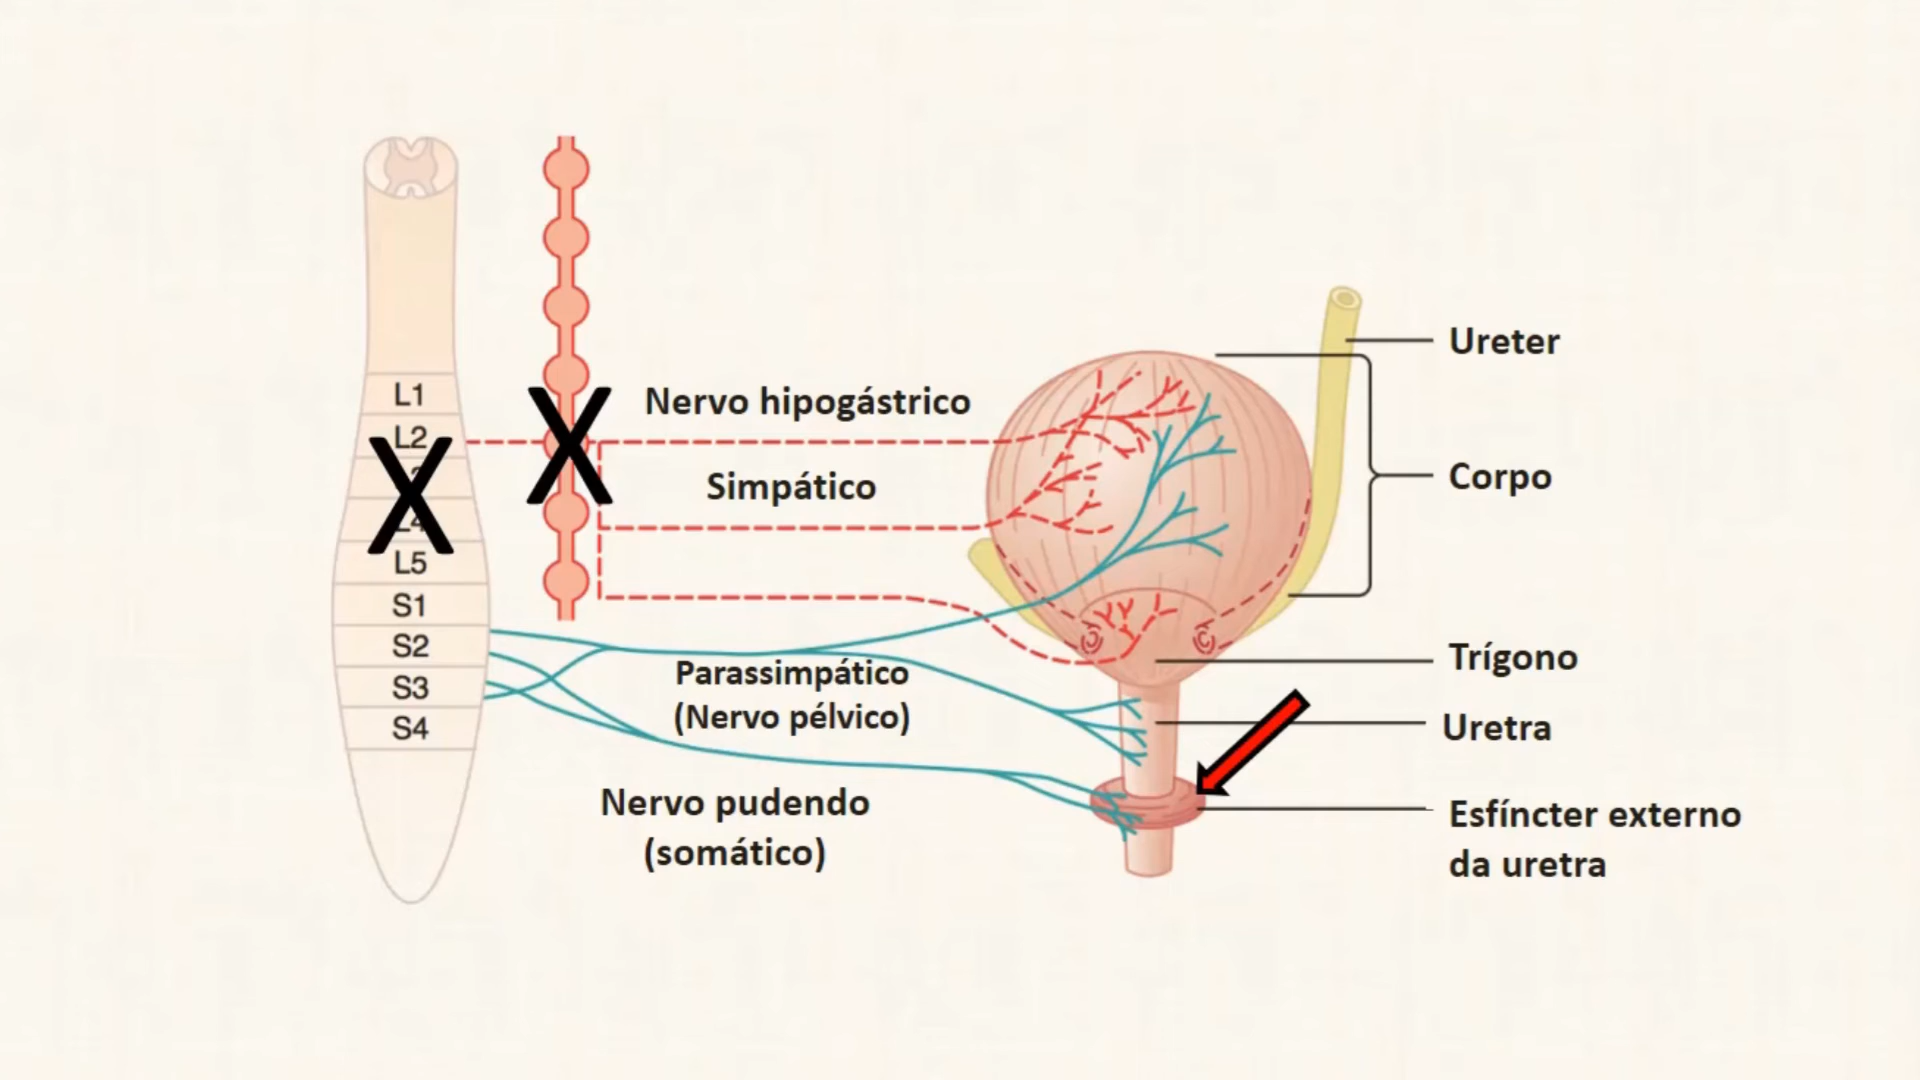 L1
L2
L5
S1
S2
S3
S4
Nervo hipogástrico
Simpático
Parassimpático
(Nervo pélvico)
Nervo pudendo
(somático)
Ureter
Corpo
Trígono
Uretra
Esfíncter externo
da uretra